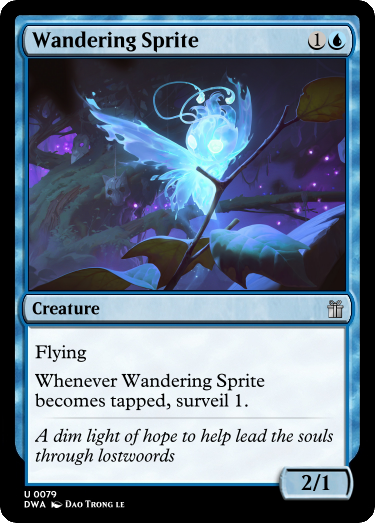 Wandering Sprite 1
Creature
Flying
Whenever Wandering Sprite
becomes tapped, surveil 1.
A dim light of hope to help lead the souls
through lostwoods
2/1
U 0079
DWA Dao Trong le